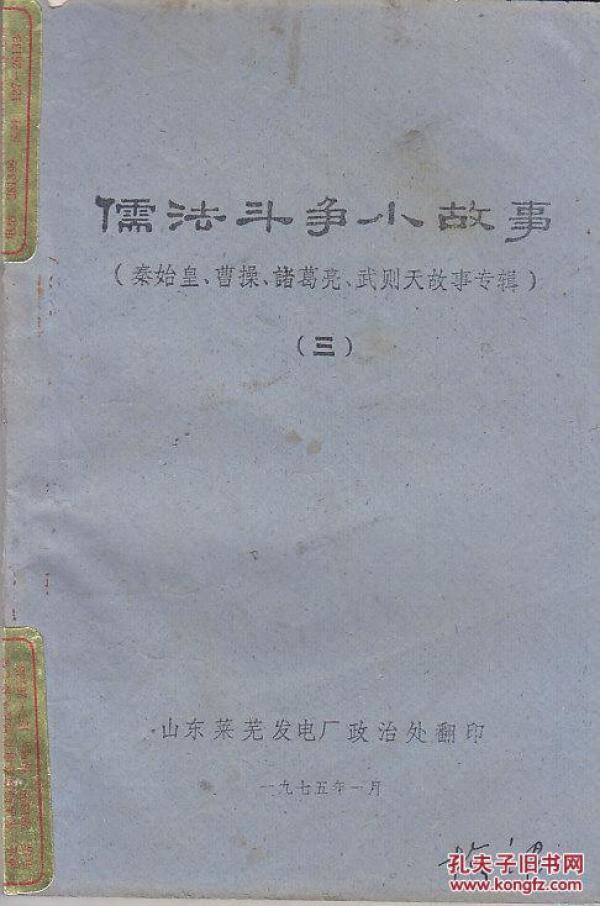 儒法斗争小故事
（秦始皇、曹操、諸葛亮、武则天故事专辑）
（三）
山东莱芜发电厂政治处翻印
一九七五年一月
孔夫子旧书网
www.kongfz.com